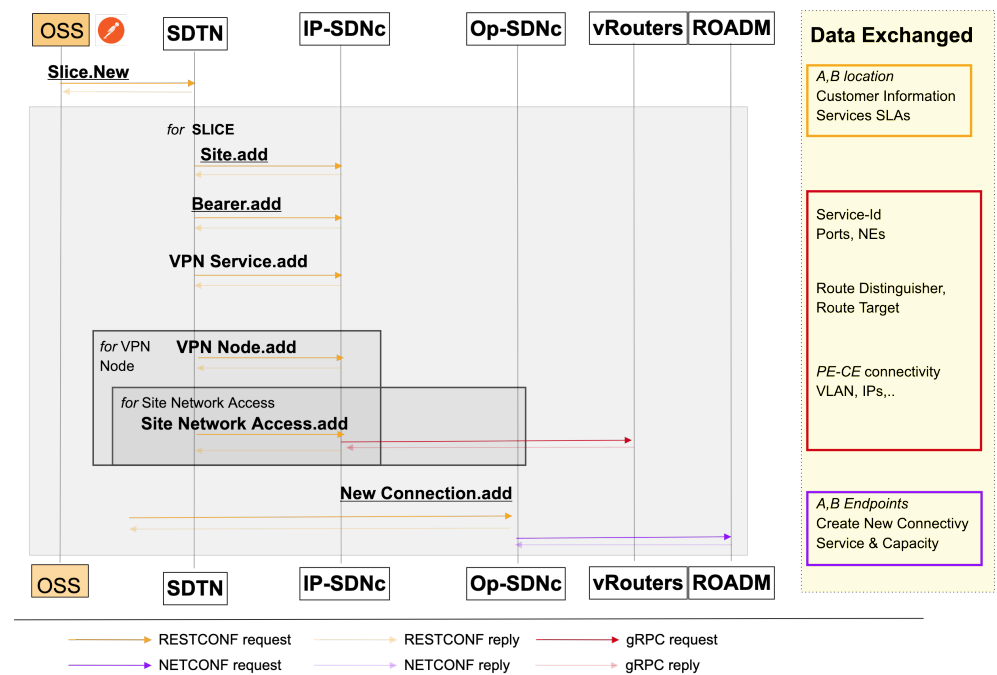 OSS
SDTN
IP-SDNc
Op-SDNc
vRouters
ROADM
Data Exchanged
Slice.New
A,B location
Customer Information
Services SLAs
for SLICE
Site.add
Bearer.add
VPN Service.add
Service-Id
Ports, NEs
Route Distinguisher,
Route Target
for VPN
Node
VPN Node.add
for Site Network Access
Site Network Access.add
PE-CE connectivity
VLAN, IPs,..
New Connection.add
A,B Endpoints
Create New Connectivy
Service & Capacity
OSS
SDTN
IP-SDNc
Op-SDNc
vRouters
ROADM
RESTCONF request
RESTCONF reply
gRPC request
NETCONF request
NETCONF reply
gRPC reply